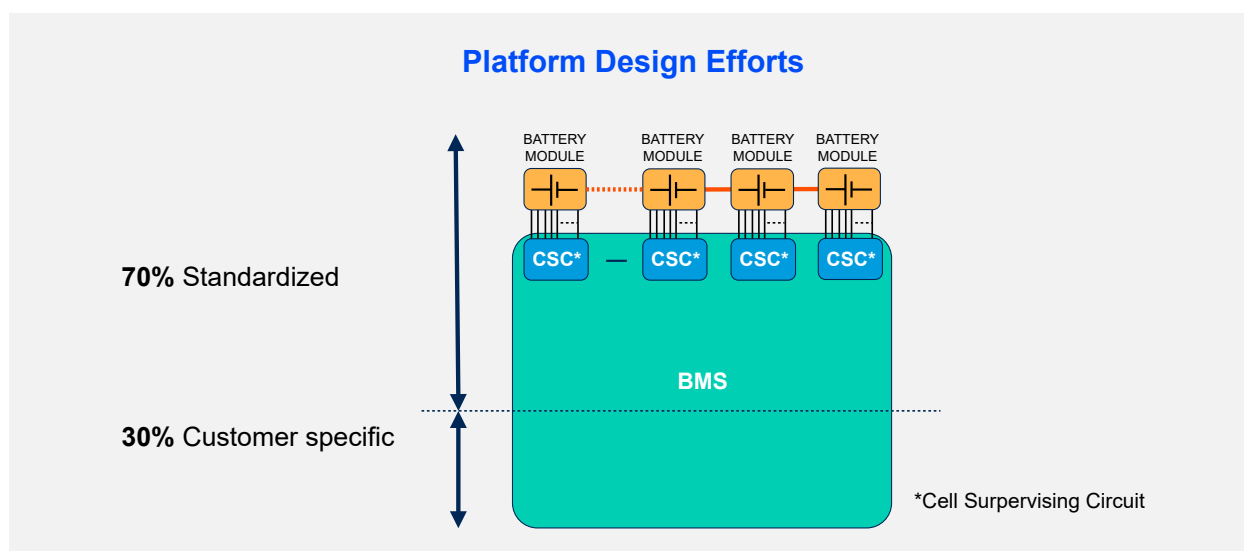 Platform Design Efforts
BATTERY
MODULE
BATTERY
MODULE
BATTERY
MODULE
BATTERY
MODULE
CSC*
CSC*
CSC*
CSC*
70% Standardized
BMS
30% Customer specific
*Cell Surpervising Circuit